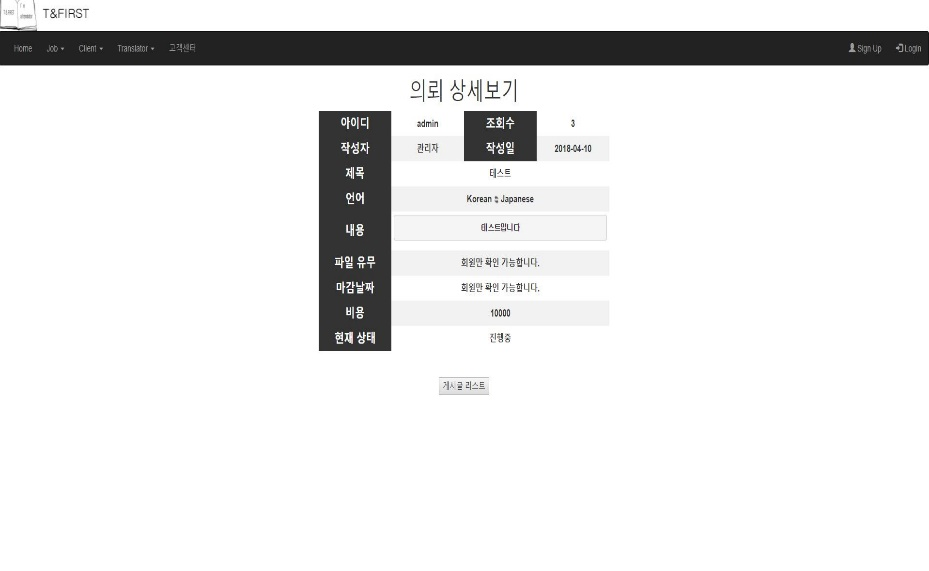 T&FIRST
Home Job Client Translator 고객센터 Sign Up Login
의뢰 상세보기
아이디 admin 조회수 3
작성자 관리자 작성일 2018-04-10
제목 테스트
언어 Korean ⇆ Japanese
내용 테스트입니다
파일 유무 회원만 확인 가능합니다.
마감날짜 회원만 확인 가능합니다.
비용 10000
현재 상태 진행중
게시글 리스트